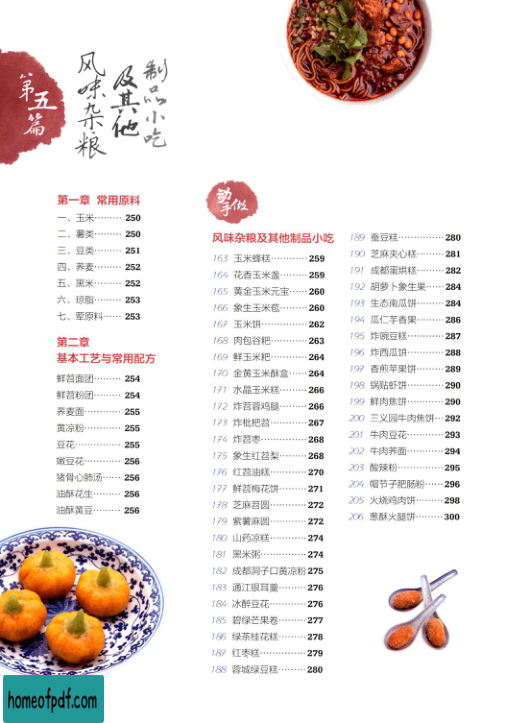 第五篇
风味杂粮
及其他
制品小吃
第一章 常用原料
一、玉米········· 250
二、薯类········· 250
三、豆类········· 251
四、荞麦········· 252
五、黑米········· 252
六、琼脂········· 253
七、荤原料······ 253
第二章
基本工艺与常用配方
鲜苕面团········· 254
鲜苕粉团········· 254
荞麦面············ 255
黄凉粉············ 255
豆花··············· 255
嫩豆花············ 256
猪骨心肺汤······ 256
油酥花生········· 256
油酥黄豆········· 256
动手做
风味杂粮及其他制品小吃
163 玉米蜂糕············ 259
164 花香玉米盏········· 259
165 黄金玉米元宝······ 260
166 象生玉米苞········· 260
167 玉米饼··············· 262
168 肉包谷粑············ 263
169 鲜玉米粑············ 264
170 金黄玉米酥盒······ 264
171 水晶玉米糕········· 266
172 炸苕蓉鸡腿········· 266
173 炸枇杷苕············ 267
174 炸苕枣··············· 268
175 象生红苕梨········· 268
176 红苕油糕············ 270
177 鲜苕梅花饼········· 271
178 芝麻苕圆············ 272
179 紫薯麻圆············ 272
180 山药凉糕············ 274
181 黑米粥··············· 274
182 成都洞子口黄凉粉 275
183 通江银耳羹········· 276
184 冰醉豆花············ 276
185 碧绿芒果卷········· 277
186 绿茶桂花糕········· 278
187 红枣糕··············· 279
188 蓉城绿豆糕········· 280
189 蚕豆糕··············· 280
190 芝麻夹心糕········· 281
191 成都蛋烘糕········· 282
192 胡萝卜象生果······ 284
193 生态南瓜饼········· 284
194 瓜仁芋香果········· 286
195 炸豌豆糕············ 287
196 炸西瓜饼············ 288
197 香煎苹果饼········· 289
198 锅贴虾饼············ 290
199 鲜肉焦饼············ 290
200 三义园牛肉焦饼··· 292
201 牛肉豆花············ 293
202 牛肉荞面············ 294
203 酸辣粉··············· 295
204 帽节子肥肠粉······ 296
205 火烧鸡肉饼········· 298
206 葱酥火腿饼········· 300
homeofpdf.com